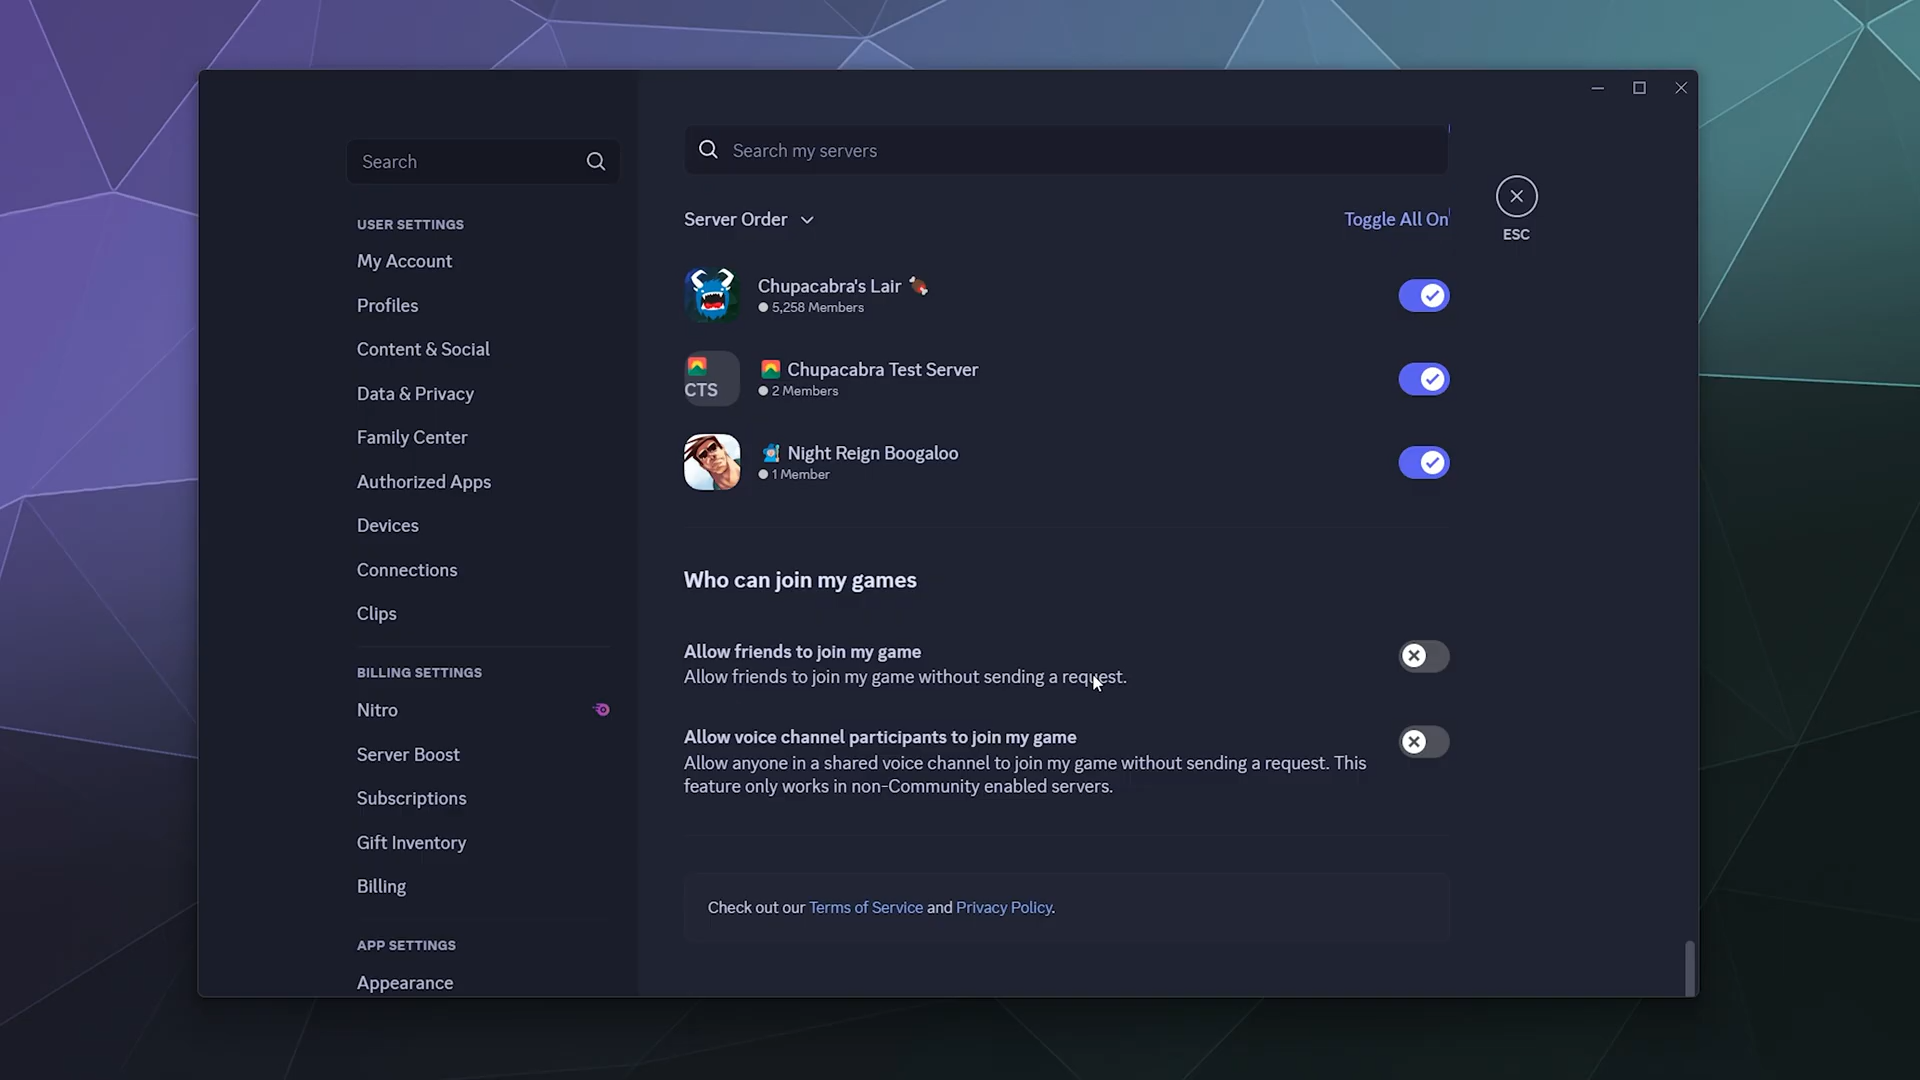 Search
USER SETTINGS
My Account
Profiles
Content & Social
Data & Privacy
Family Center
Authorized Apps
Devices
Connections
Clips
BILLING SETTINGS
Nitro
Server Boost
Subscriptions
Gift Inventory
Billing
APP SETTINGS
Appearance
Search my servers
Server Order
Toggle All On
ESC
Chupacabra's Lair
5,258 Members
CTS
Chupacabra Test Server
2 Members
Night Reign Boogaloo
1 Member
Who can join my games
Allow friends to join my game
Allow friends to join my game without sending a request.
Allow voice channel participants to join my game
Allow anyone in a shared voice channel to join my game without sending a request. This
feature only works in non-Community enabled servers.
Check out our Terms of Service and Privacy Policy.